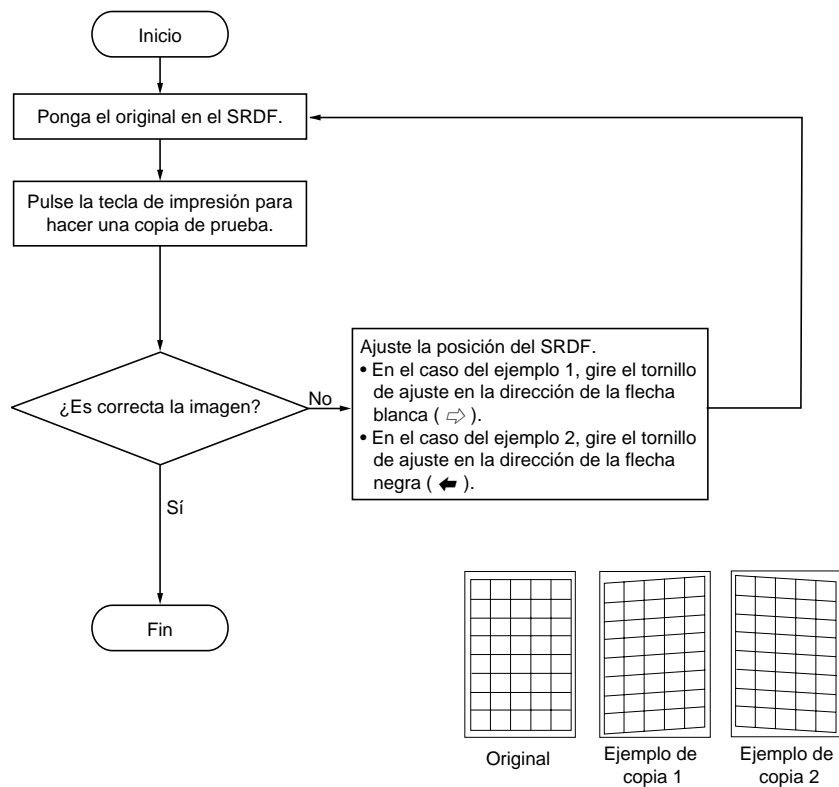 Inicio
Ponga el original en el SRDF.
Pulse la tecla de impresión para
hacer una copia de prueba.
¿Es correcta la imagen?
No
Ajuste la posición del SRDF.
• En el caso del ejemplo 1, gire el tornillo
de ajuste en la dirección de la flecha
blanca ( ⇨ ).
• En el caso del ejemplo 2, gire el tornillo
de ajuste en la dirección de la flecha
negra ( ⬅ ).
Sí
Fin
Original
Ejemplo de
copia 1
Ejemplo de
copia 2